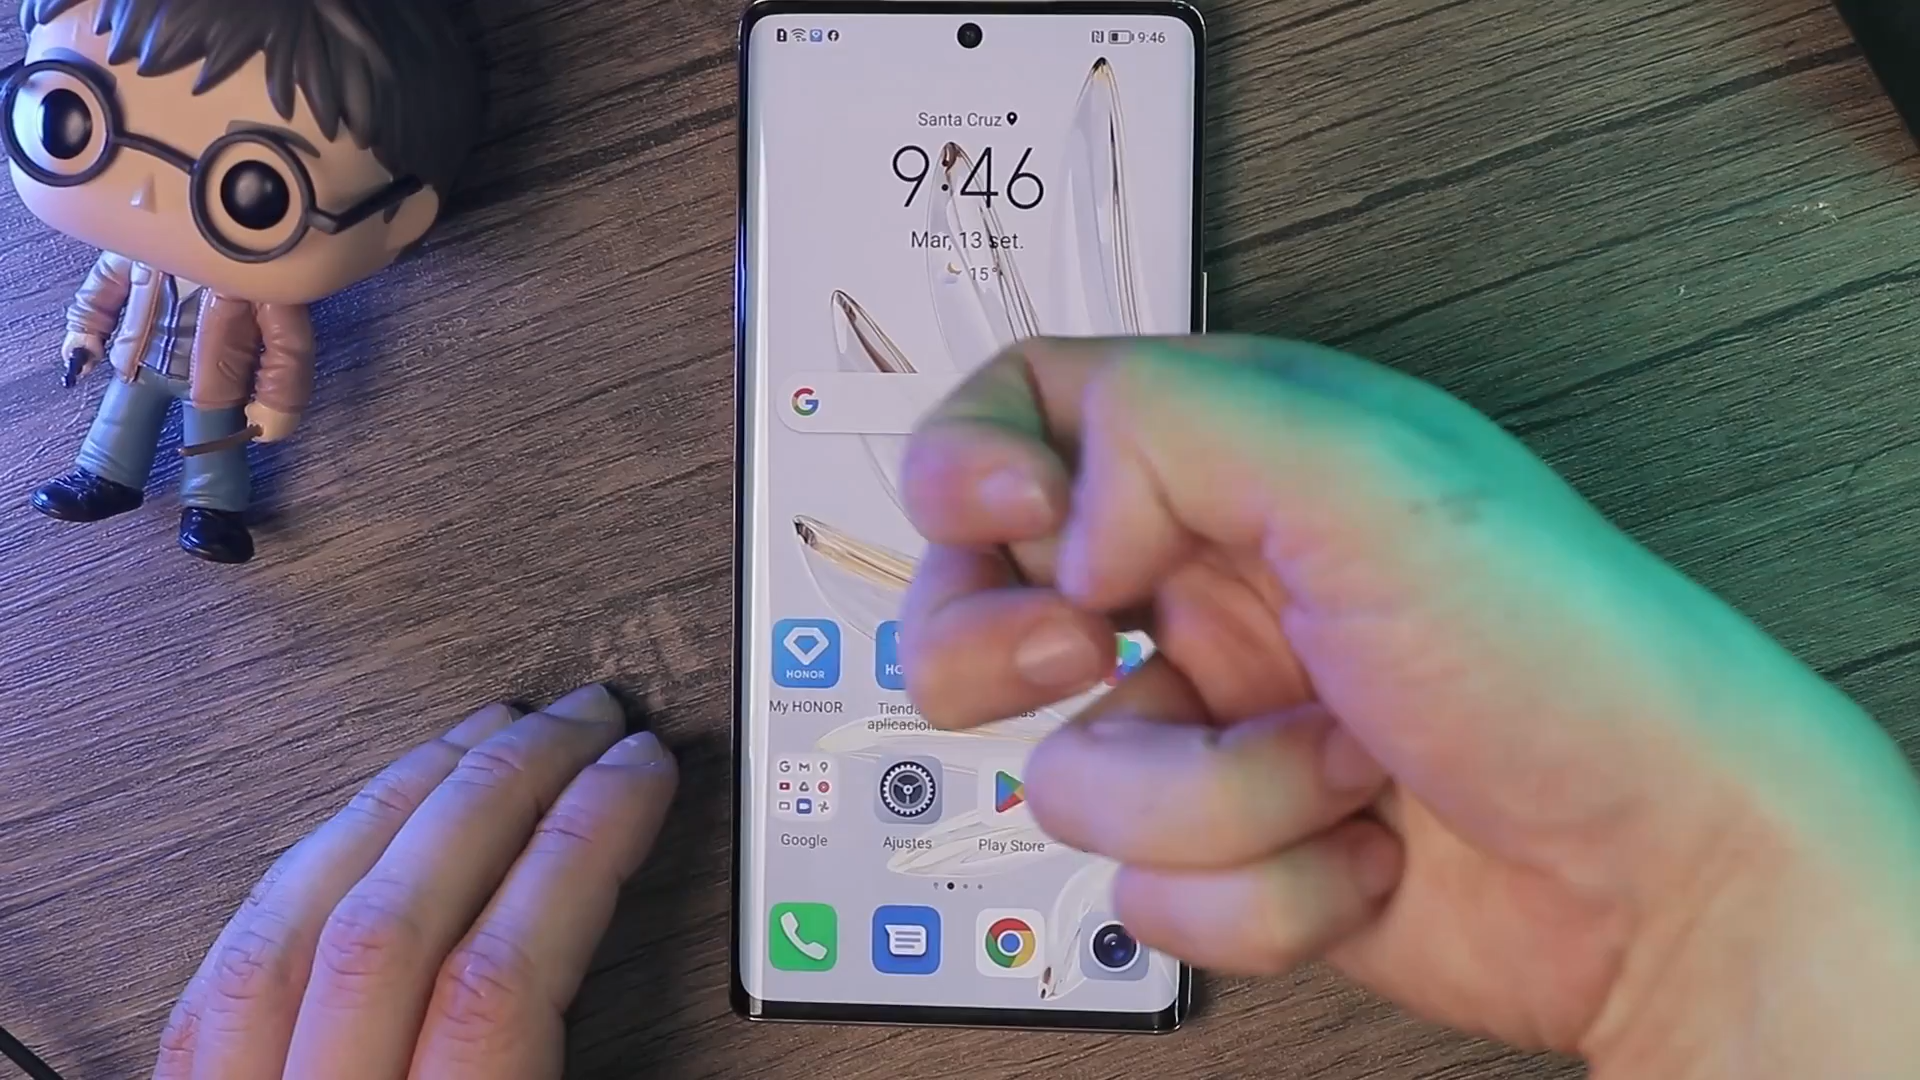 9:46
Santa Cruz
9:46
Mar, 13 set.
15°
HONOR
My HONOR
Tienda
Google
Ajustes
Play Store